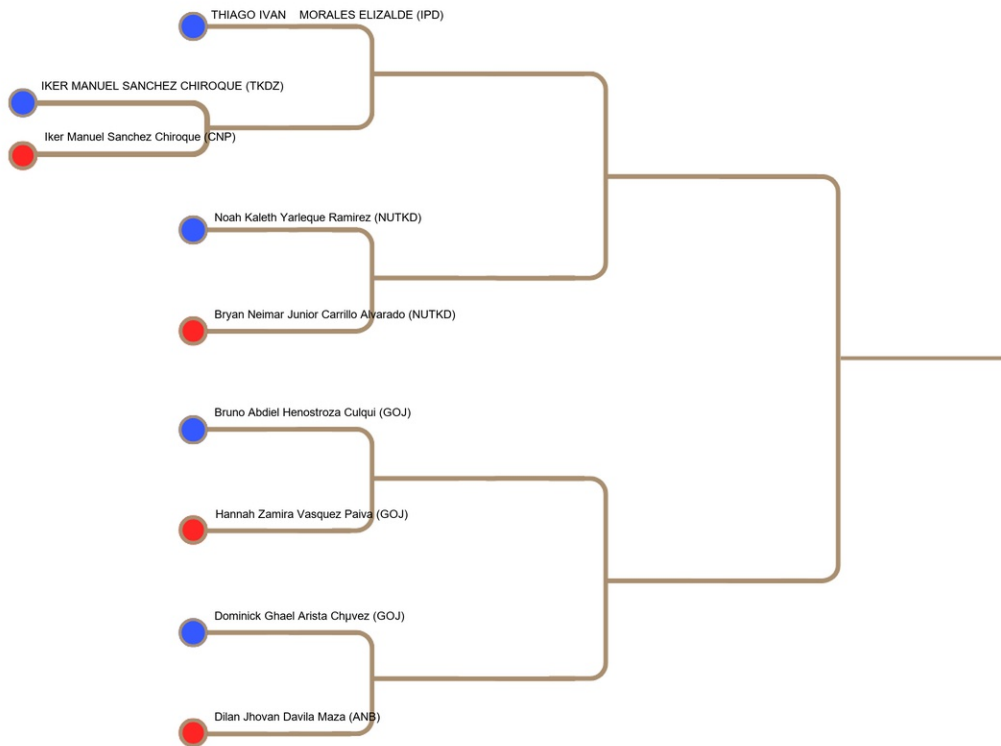 THIAGO IVAN    MORALES ELIZALDE (IPD)
IKER MANUEL SANCHEZ CHIROQUE (TKDZ)
Iker Manuel Sanchez Chiroque (CNP)
Noah Kaleth Yarleque Ramirez (NUTKD)
Bryan Neimar Junior Carrillo Alvarado (NUTKD)
Bruno Abdiel Henostroza Culqui (GOJ)
Hannah Zamira Vasquez Paiva (GOJ)
Dominick Ghael Arista Chµvez (GOJ)
Dilan Jhovan Davila Maza (ANB)